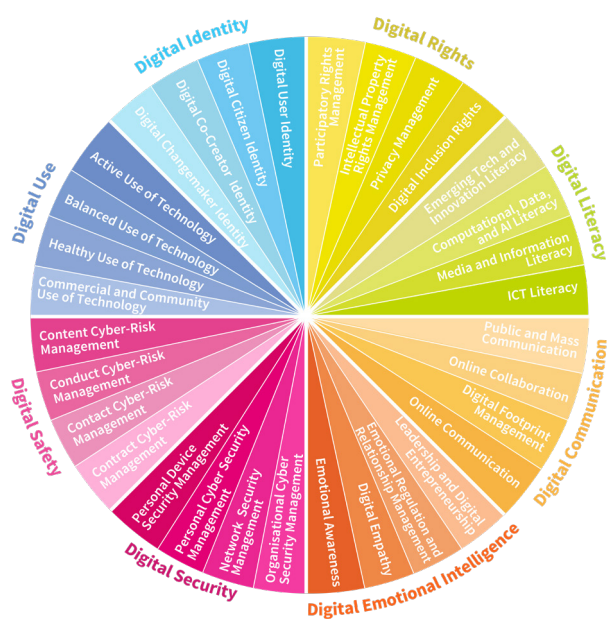 Digital Identity
Digital User Identity
Digital Citizen Identity
Digital Co-Creator Identity
Digital Changemaker Identity
Digital Rights
Participatory Rights
Management
Intellectual Property
Rights Management
Privacy Management
Digital Inclusion Rights
Digital Literacy
Emerging Tech and
Innovation Literacy
Computational, Data,
and AI Literacy
Media and Information
Literacy
ICT Literacy
Digital Communication
Public and Mass
Communication
Online Collaboration
Digital Footprint
Management
Online Communication
Digital Emotional Intelligence
Leadership and Digital
Entrepreneurship
Emotional Regulation and
Relationship Management
Digital Empathy
Emotional Awareness
Digital Security
Organisational Cyber
Security Management
Network Security
Management
Personal Cyber Security
Management
Personal Device
Security Management
Digital Safety
Contract Cyber-Risk
Management
Contact Cyber-Risk
Management
Conduct Cyber-Risk
Management
Content Cyber-Risk
Management
Digital Use
Commercial and Community
Use of Technology
Healthy Use of Technology
Balanced Use of Technology
Active Use of Technology